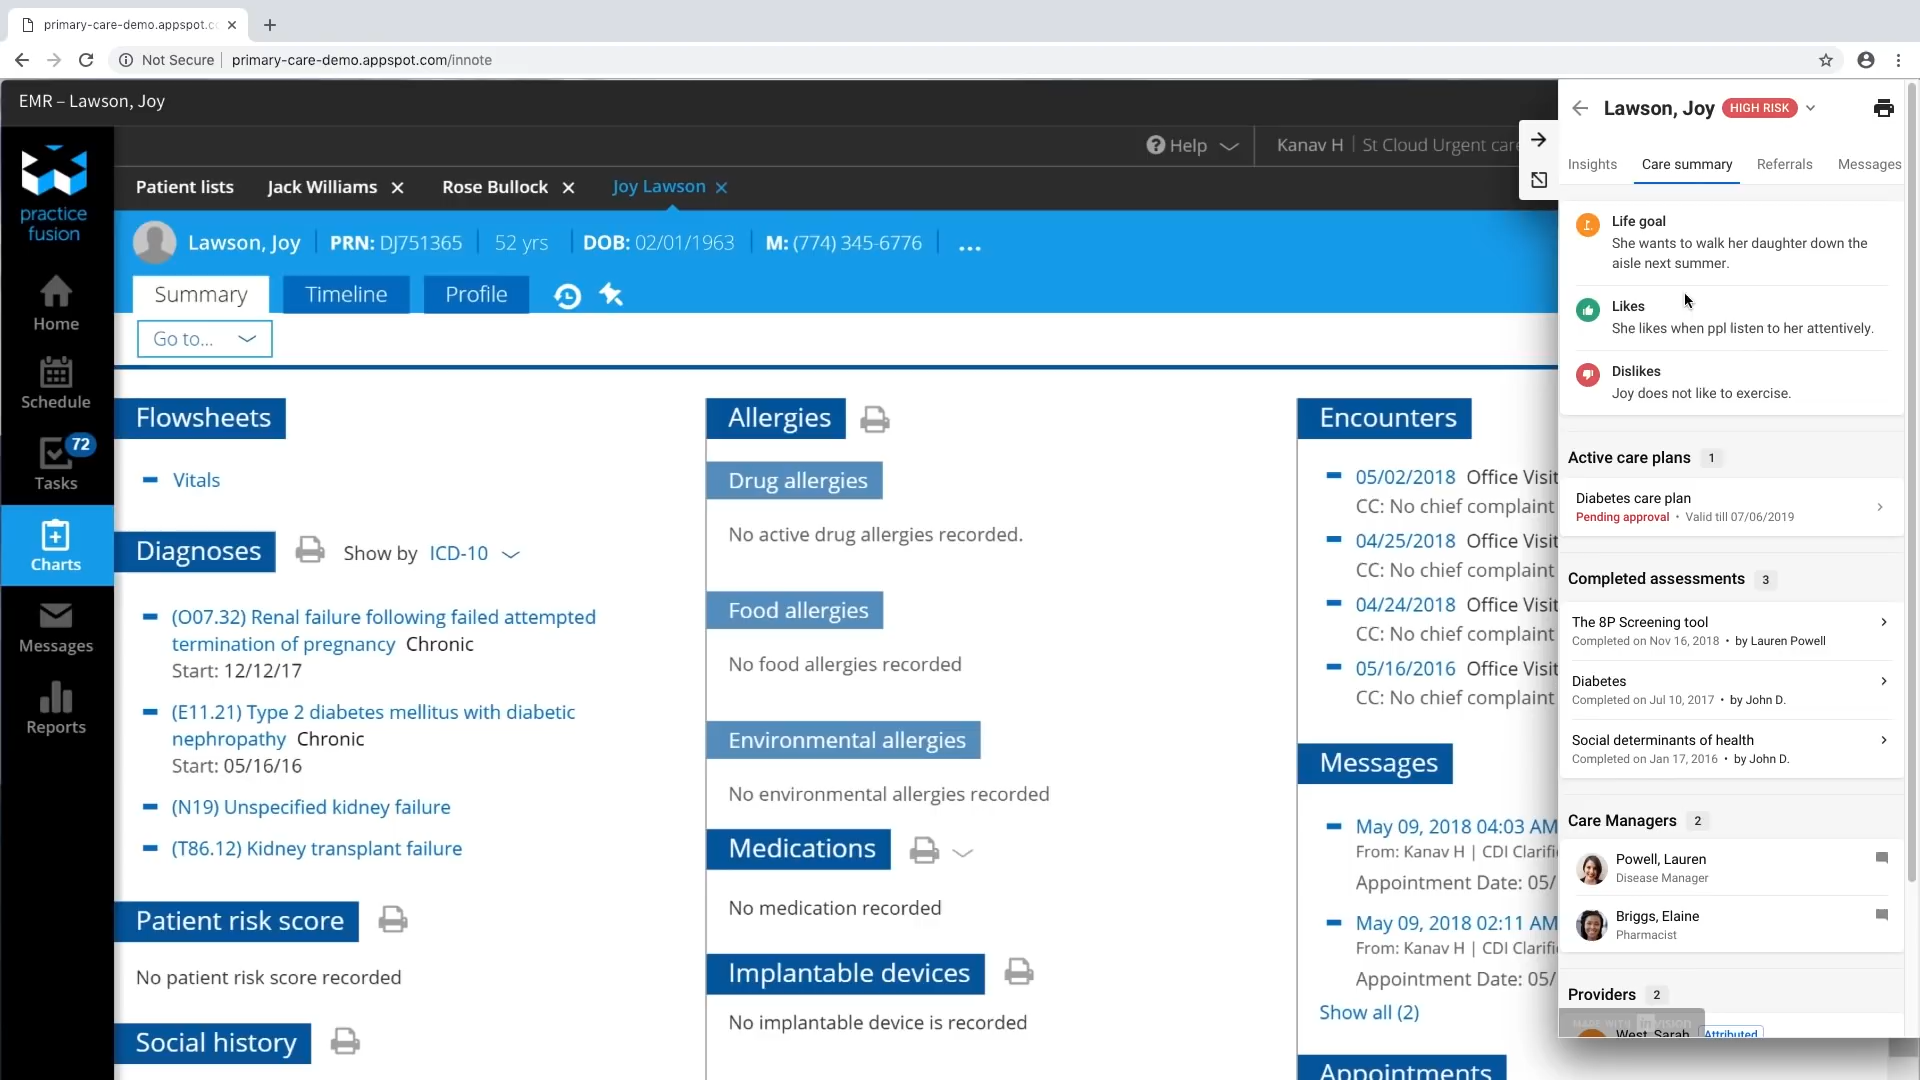 primary-care-demo.appspot.c
Not Secure
primary-care-demo.appspot.com/innote
EMR – Lawson, Joy
practice
fusion
Home
Schedule
72
Tasks
Charts
Messages
Reports
Help
Kanav H
St Cloud Urgent care
Patient lists
Jack Williams
Rose Bullock
Joy Lawson
Lawson, Joy
PRN: DJ751365
52 yrs
DOB: 02/01/1963
M: (774) 345-6776
...
Summary
Timeline
Profile
Go to...
Flowsheets
Vitals
Diagnoses
Show by ICD-10
(O07.32) Renal failure following failed attempted
termination of pregnancy Chronic
Start: 12/12/17
(E11.21) Type 2 diabetes mellitus with diabetic
nephropathy Chronic
Start: 05/16/16
(N19) Unspecified kidney failure
(T86.12) Kidney transplant failure
Patient risk score
No patient risk score recorded
Social history
Allergies
Drug allergies
No active drug allergies recorded.
Food allergies
No food allergies recorded
Environmental allergies
No environmental allergies recorded
Medications
No medication recorded
Implantable devices
No implantable device is recorded
Encounters
05/02/2018 Office Visit
CC: No chief complaint
04/25/2018 Office Visit
CC: No chief complaint
04/24/2018 Office Visit
CC: No chief complaint
05/16/2016 Office Visit
CC: No chief complaint
Messages
May 09, 2018 04:03 AM
From: Kanav H | CDI Clarifi
Appointment Date: 05/
May 09, 2018 02:11 AM
From: Kanav H | CDI Clarifi
Appointment Date: 05/
Show all (2)
Appointments
Lawson, Joy
HIGH RISK
Insights
Care summary
Referrals
Messages
Life goal
She wants to walk her daughter down the
aisle next summer.
Likes
She likes when ppl listen to her attentively.
Dislikes
Joy does not like to exercise.
Active care plans 1
Diabetes care plan
Pending approval • Valid till 07/06/2019
Completed assessments 3
The 8P Screening tool
Completed on Nov 16, 2018 • by Lauren Powell
Diabetes
Completed on Jul 10, 2017 • by John D.
Social determinants of health
Completed on Jan 17, 2016 • by John D.
Care Managers 2
Powell, Lauren
Disease Manager
Briggs, Elaine
Pharmacist
Providers 2
MADE WITH invision
West, Sarah
Attributed